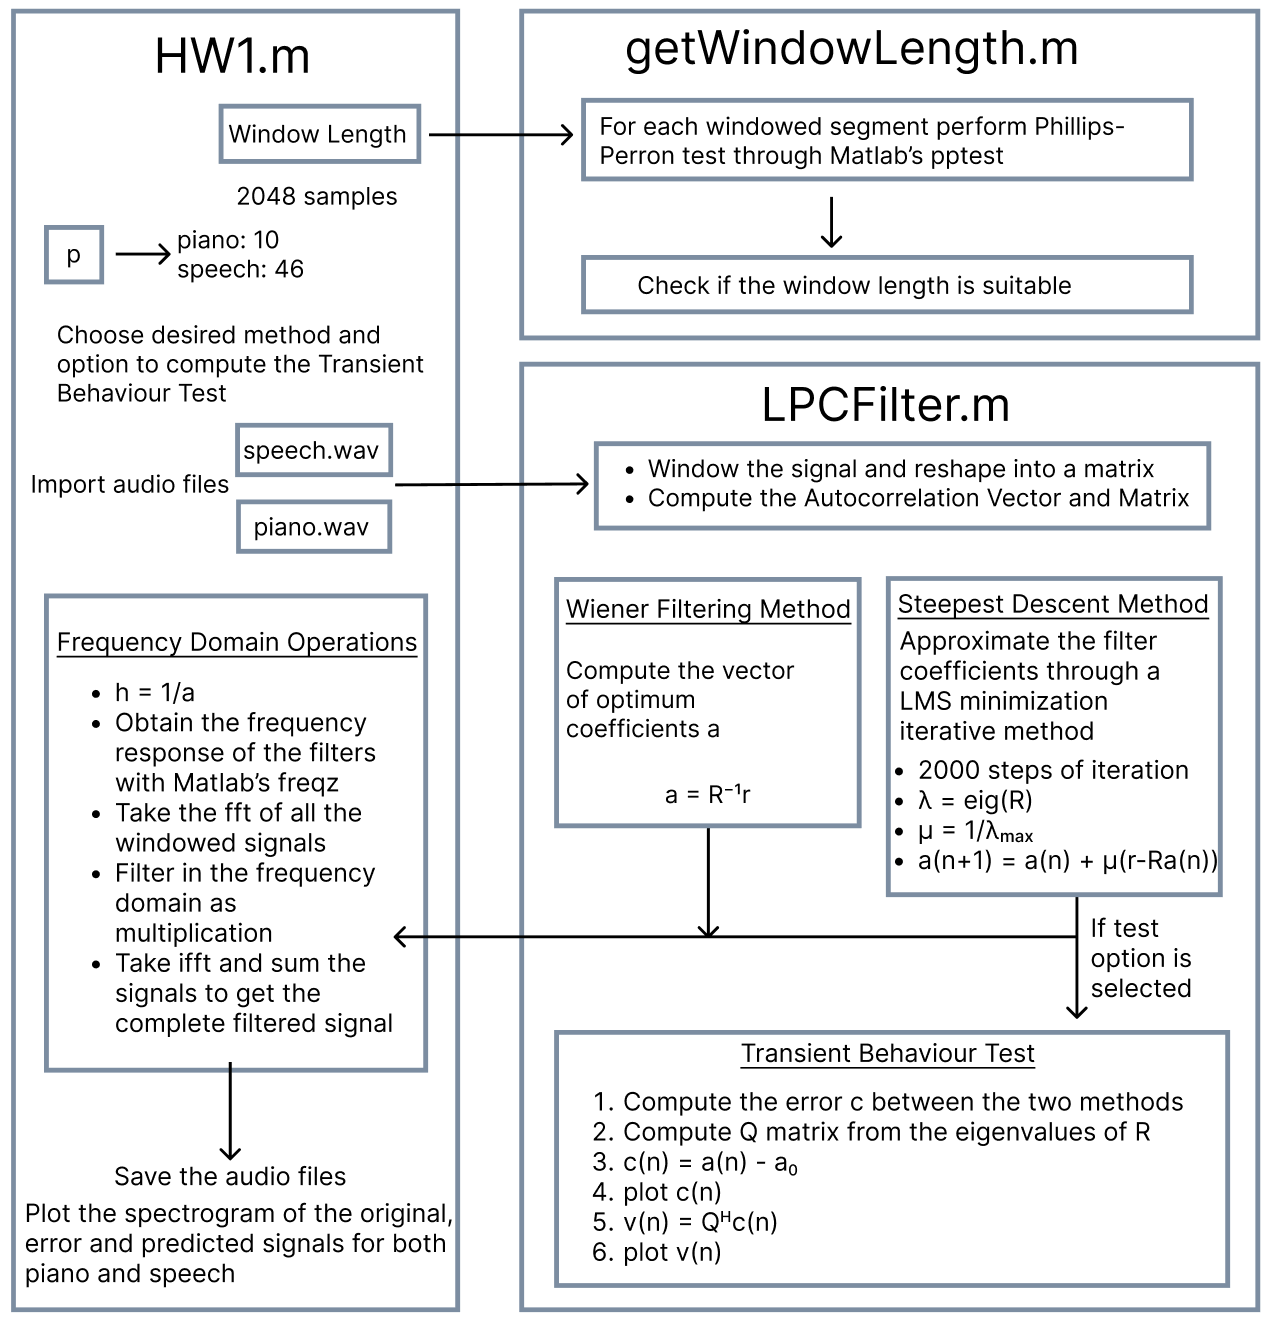 HW1.m
Window Length
2048 samples
p
piano: 10
speech: 46
Choose desired method and
option to compute the Transient
Behaviour Test
speech.wav
Import audio files
piano.wav
Frequency Domain Operations
• h = 1/a
• Obtain the frequency
response of the filters
with Matlab’s freqz
• Take the fft of all the
windowed signals
• Filter in the frequency
domain as
multiplication
• Take ifft and sum the
signals to get the
complete filtered signal
Save the audio files
Plot the spectrogram of the original,
error and predicted signals for both
piano and speech
getWindowLength.m
For each windowed segment perform Phillips-
Perron test through Matlab’s pptest
Check if the window length is suitable
LPCFilter.m
• Window the signal and reshape into a matrix
• Compute the Autocorrelation Vector and Matrix
Wiener Filtering Method
Compute the vector
of optimum
coefficients a
a = R⁻¹r
Steepest Descent Method
Approximate the filter
coefficients through a
LMS minimization
iterative method
• 2000 steps of iteration
• λ = eig(R)
• μ = 1/λₘₐₓ
• a(n+1) = a(n) + μ(r-Ra(n))
If test
option is
selected
Transient Behaviour Test
1. Compute the error c between the two methods
2. Compute Q matrix from the eigenvalues of R
3. c(n) = a(n) - a₀
4. plot c(n)
5. v(n) = Qᴴc(n)
6. plot v(n)